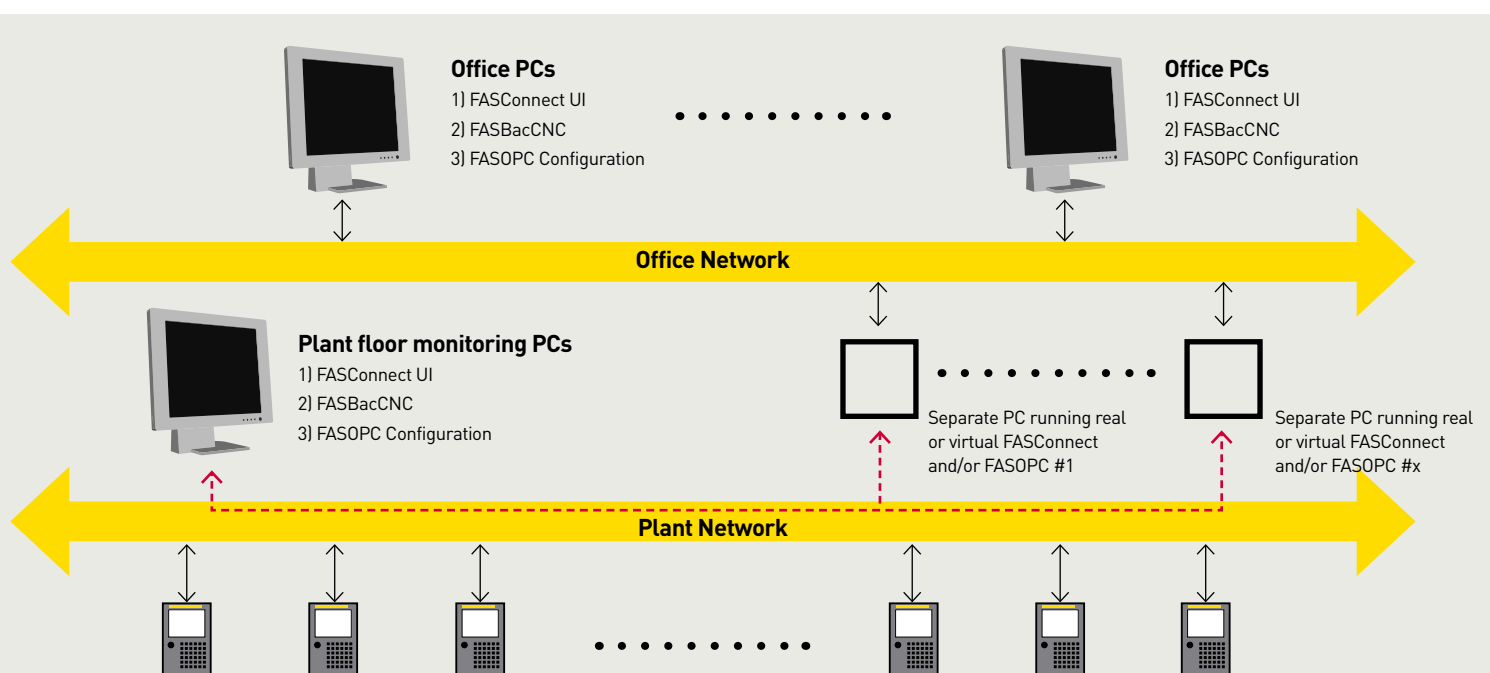 Office PCs
1) FASConnect UI
2) FASBacCNC
3) FASOPC Configuration
Office PCs
1) FASConnect UI
2) FASBacCNC
3) FASOPC Configuration
Office Network
Plant floor monitoring PCs
1) FASConnect UI
2) FASBacCNC
3) FASOPC Configuration
Separate PC running real
or virtual FASConnect
and/or FASOPC #1
Separate PC running real
or virtual FASConnect
and/or FASOPC #x
Plant Network